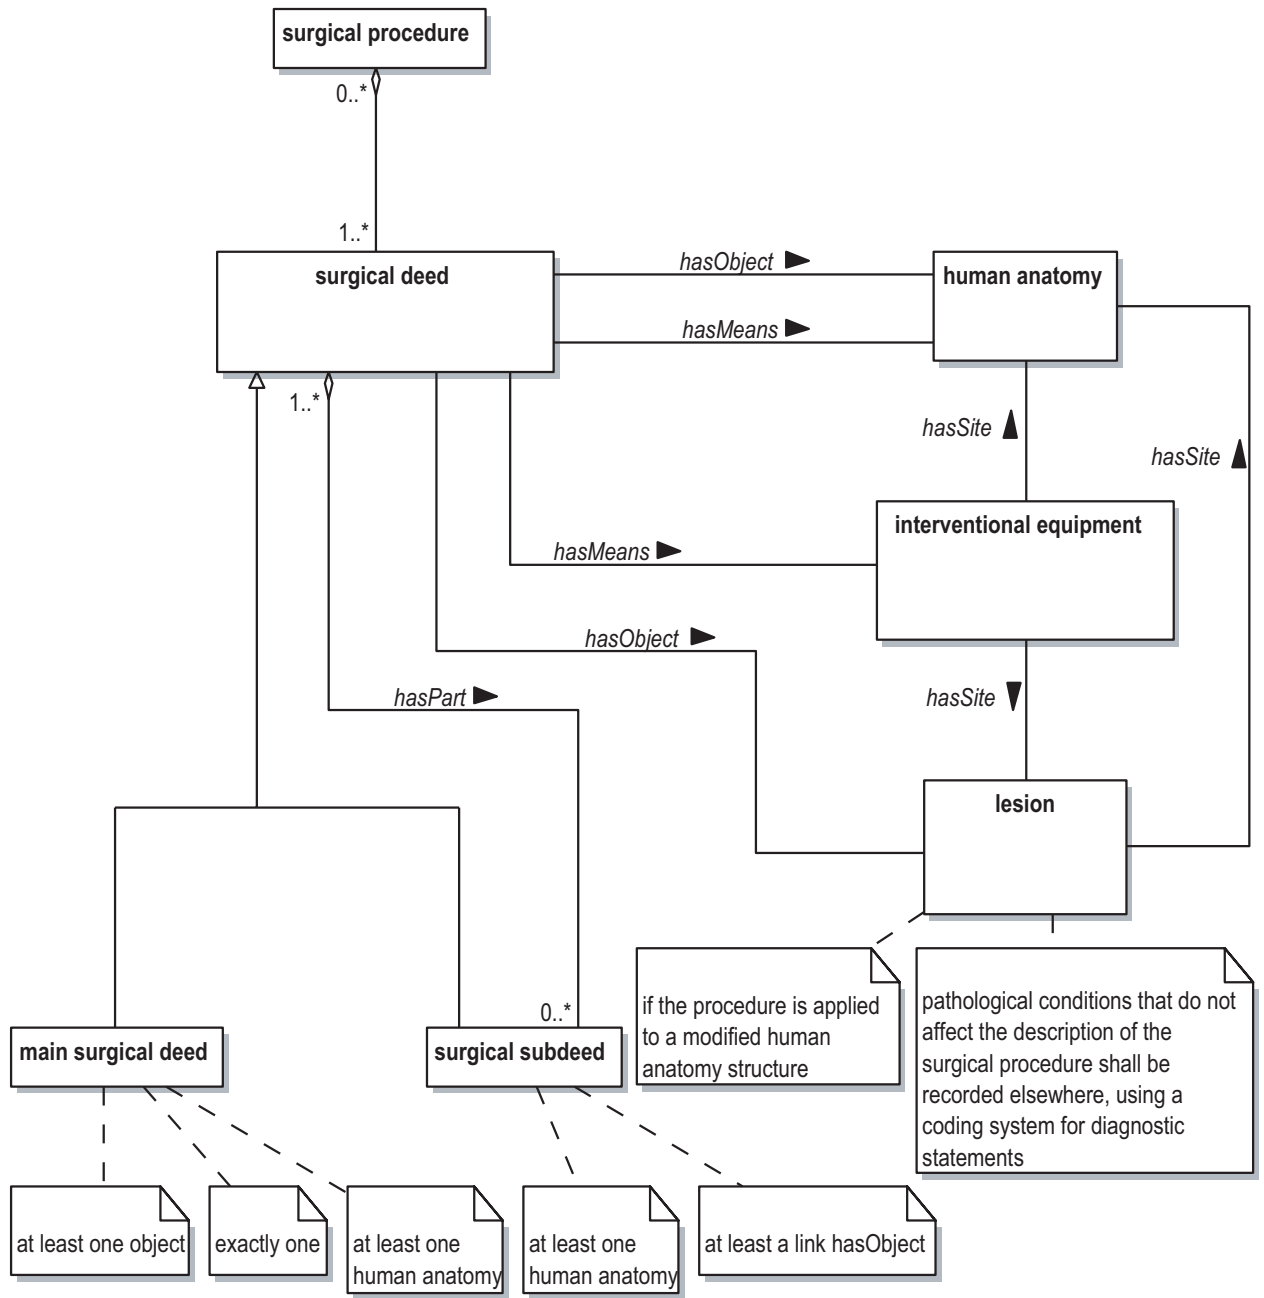 surgical procedure
0..*
1..*
surgical deed
hasObject
human anatomy
hasMeans
1..*
hasSite
hasSite
interventional equipment
hasMeans
hasObject
hasPart
hasSite
lesion
0..*
main surgical deed
surgical subdeed
if the procedure is applied
to a modified human
anatomy structure
pathological conditions that do not
affect the description of the
surgical procedure shall be
recorded elsewhere, using a
coding system for diagnostic
statements
at least one object
exactly one
at least one
human anatomy
at least one
human anatomy
at least a link hasObject